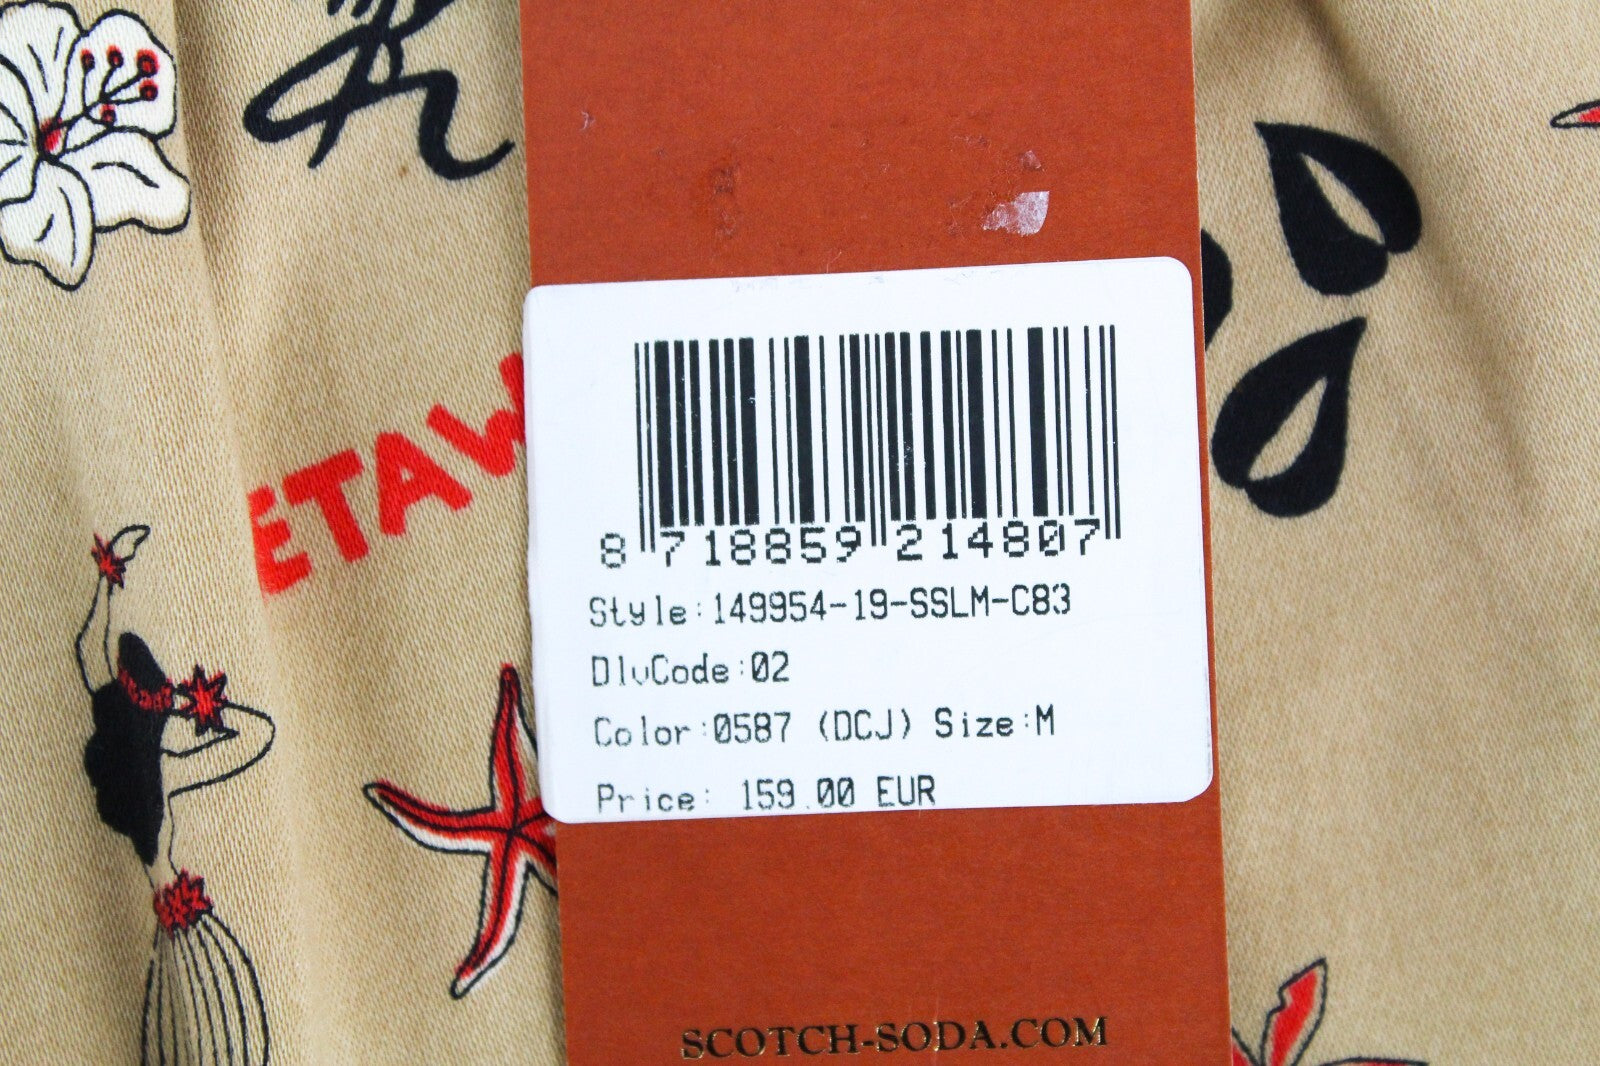 ETAW
8 718859 214807
Style:149954-19-SSLM-C83
DlvCode:02
Color:0587 (DCJ) Size:M
Price: 159.00 EUR
SCOTCH-SODA.COM